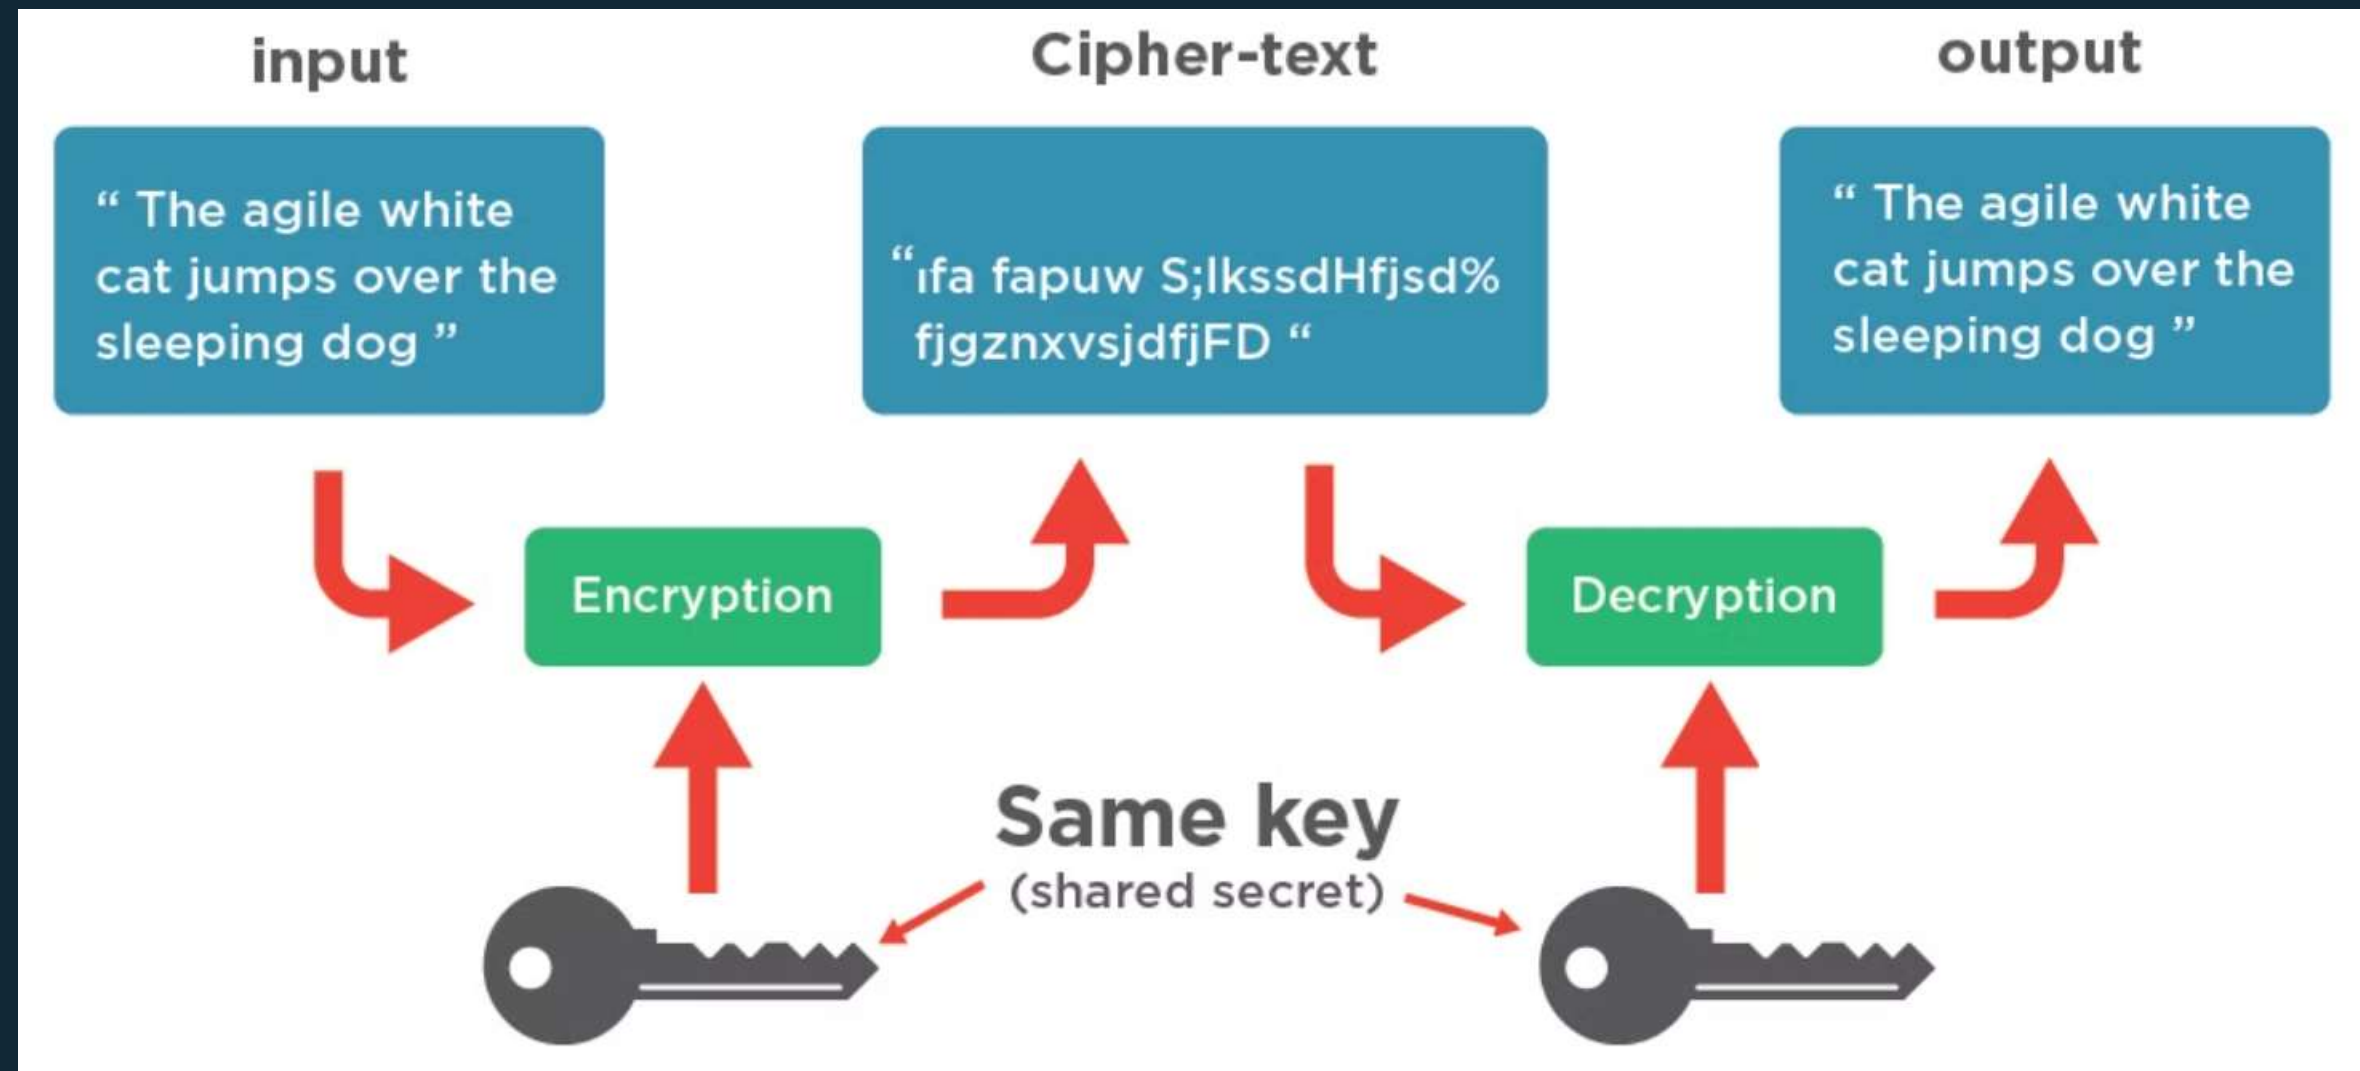 input
“ The agile white
cat jumps over the
sleeping dog ”
Cipher-text
“ıfa fapuw S;lkssdHfjsd%
fjgznxvsjdfjFD “
output
“ The agile white
cat jumps over the
sleeping dog ”
Encryption
Decryption
Same key
(shared secret)